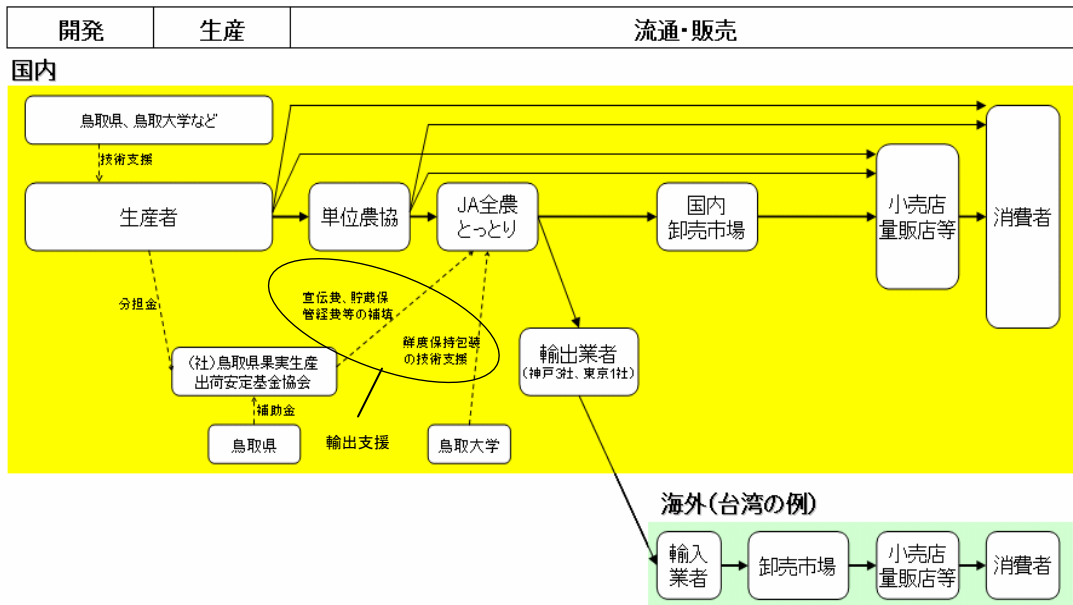 開発
生産
流通・販売
国内
鳥取県、鳥取大学など
技術支援
生産者
単位農協
JA全農
とっとり
国内
卸売市場
小売店
量販店等
消費者
分担金
宣伝費、貯蔵保
管経費等の補填
鮮度保持包装
の技術支援
(社)鳥取県果実生産
出荷安定基金協会
輸出業者
(神戸3社、東京1社)
補助金
鳥取県
輸出支援
鳥取大学
海外(台湾の例)
輸入
業者
卸売市場
小売店
量販店等
消費者